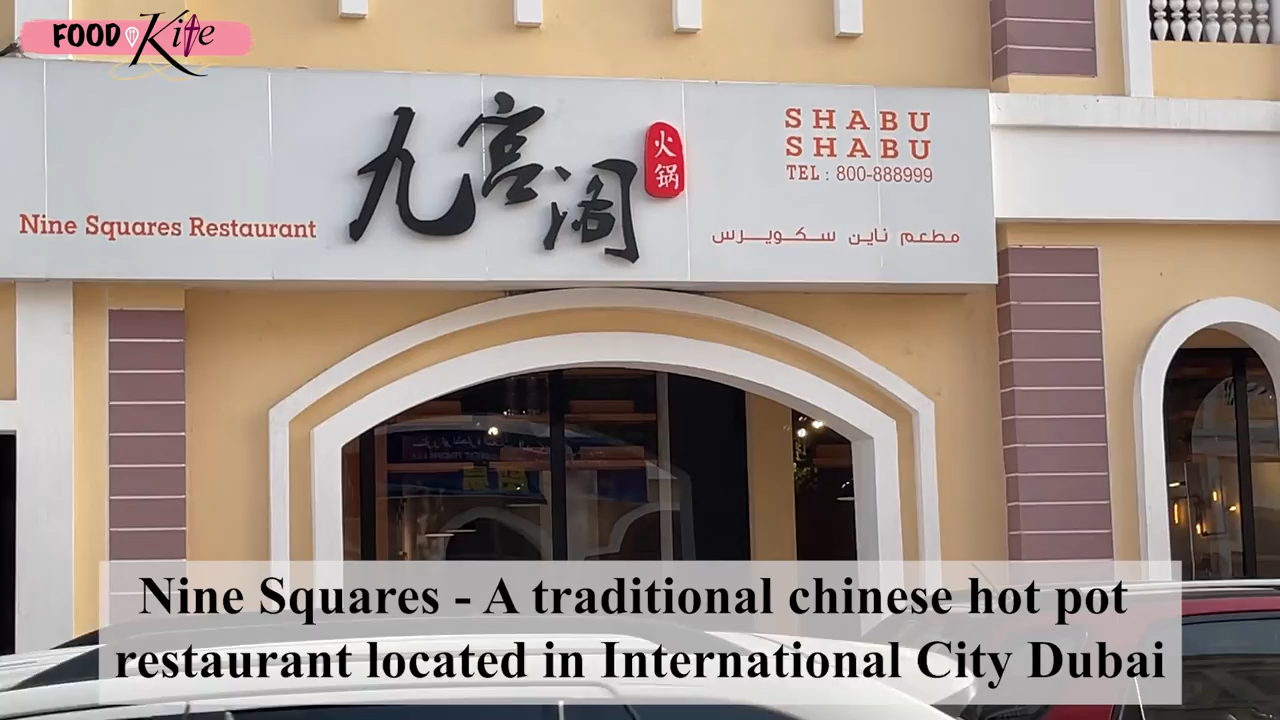 FOOD Kite
Nine Squares Restaurant
九宫阁
火锅
SHABU
SHABU
TEL : 800-888999
مطعم ناين سكويرس
Nine Squares - A traditional chinese hot pot
restaurant located in International City Dubai